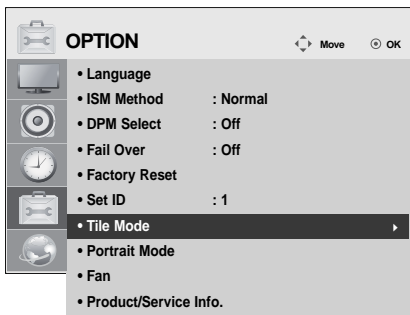 OPTION Move OK
• Language
• ISM Method : Normal
• DPM Select : Off
• Fail Over : Off
• Factory Reset
• Set ID : 1
• Tile Mode
• Portrait Mode
• Fan
• Product/Service Info.